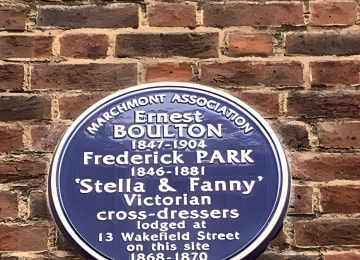 MARCHMONT ASSOCIATION
Ernest
BOULTON
1847-1904
Frederick PARK
1846-1881
'Stella & Fanny'
Victorian
cross-dressers
lodged at
13 Wakefield Street
on this site
1868-1870